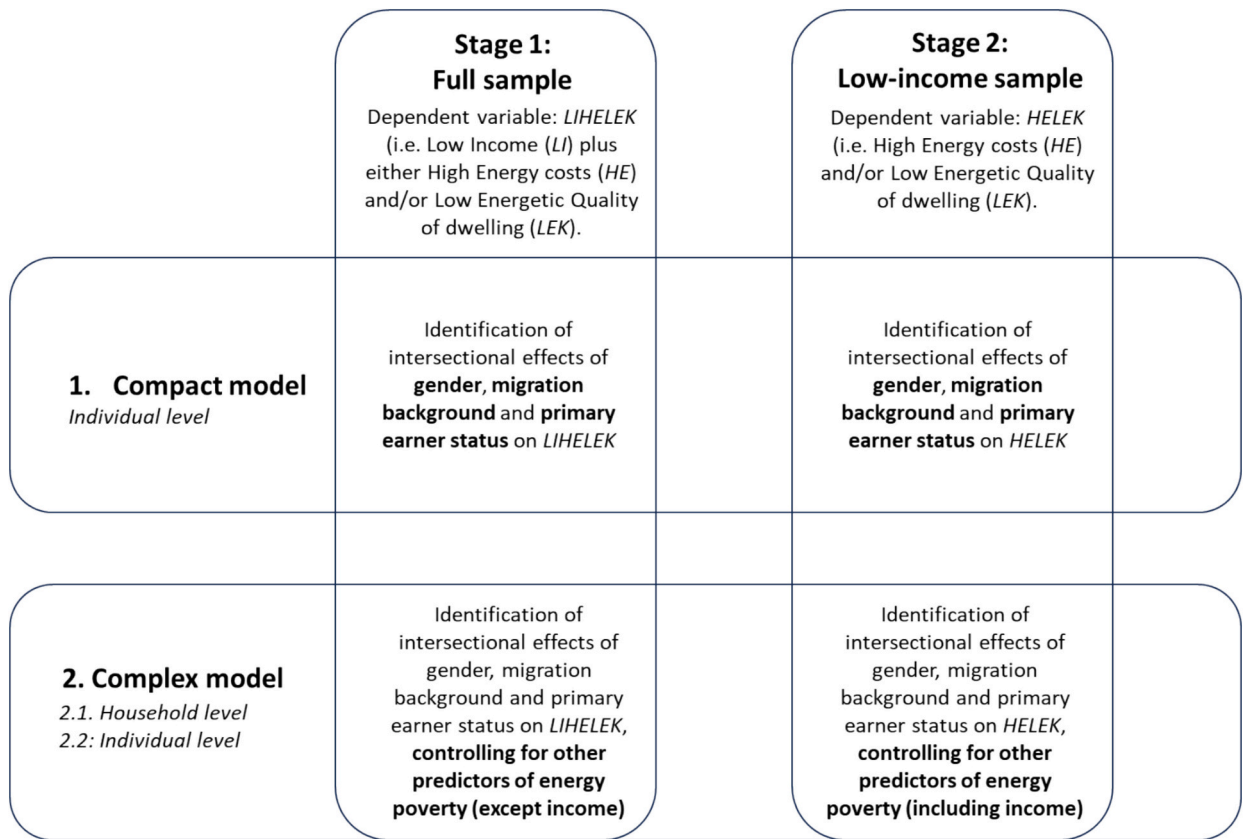 Stage 1:
Full sample
Dependent variable: LIHELEK
(i.e. Low Income (LI) plus
either High Energy costs (HE)
and/or Low Energetic Quality
of dwelling (LEK).
Stage 2:
Low-income sample
Dependent variable: HELEK
(i.e. High Energy costs (HE)
and/or Low Energetic Quality
of dwelling (LEK).
1. Compact model
Individual level
Identification of
intersectional effects of
gender, migration
background and primary
earner status on LIHELEK
Identification of
intersectional effects of
gender, migration
background and primary
earner status on HELEK
2. Complex model
2.1. Household level
2.2: Individual level
Identification of
intersectional effects of
gender, migration
background and primary
earner status on LIHELEK,
controlling for other
predictors of energy
poverty (except income)
Identification of
intersectional effects of
gender, migration
background and primary
earner status on HELEK,
controlling for other
predictors of energy
poverty (including income)